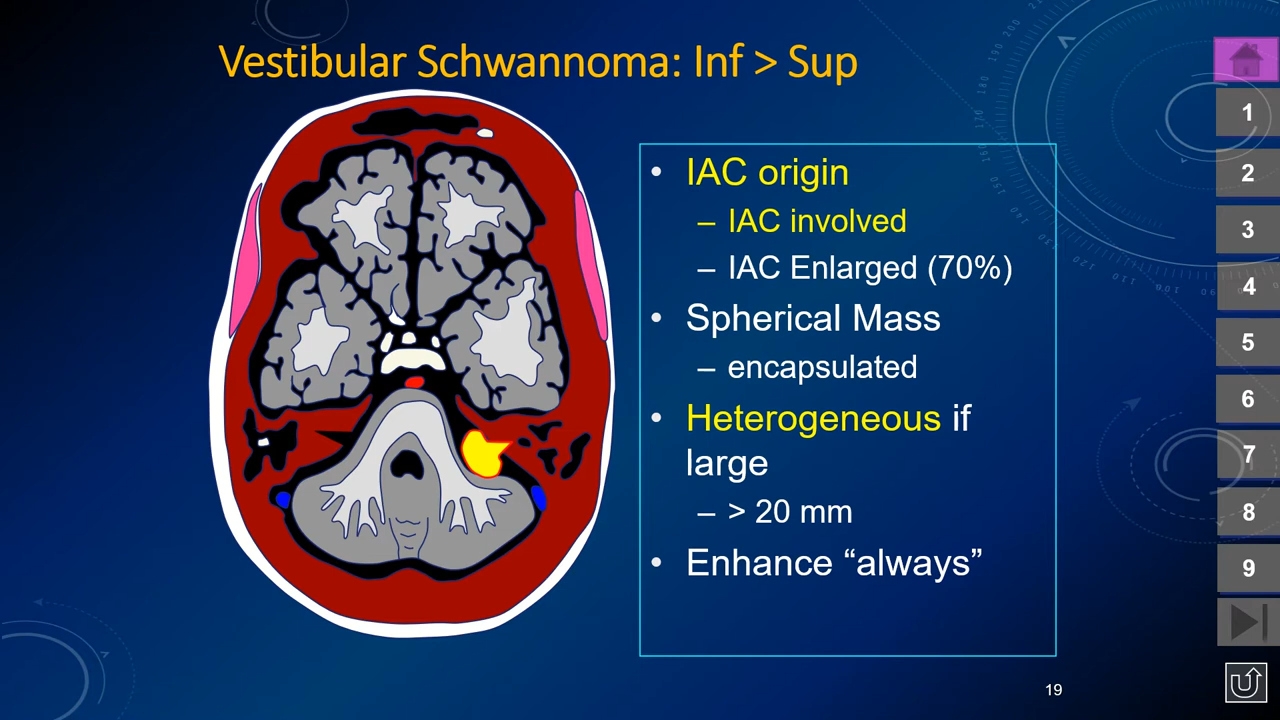 Vestibular Schwannoma: Inf > Sup
• IAC origin
– IAC involved
– IAC Enlarged (70%)
• Spherical Mass
– encapsulated
• Heterogeneous if
large
– > 20 mm
• Enhance “always”
19
1
2
3
4
5
6
7
8
9